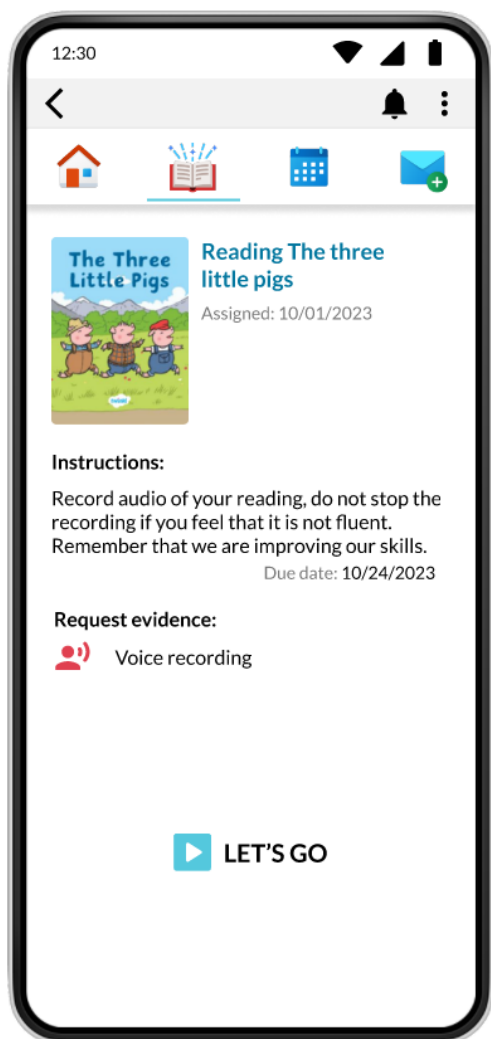 12:30
The Three
Little Pigs
Reading The three
little pigs
Assigned: 10/01/2023
Instructions:
Record audio of your reading, do not stop the
recording if you feel that it is not fluent.
Remember that we are improving our skills.
Due date: 10/24/2023
Request evidence:
Voice recording
LET'S GO